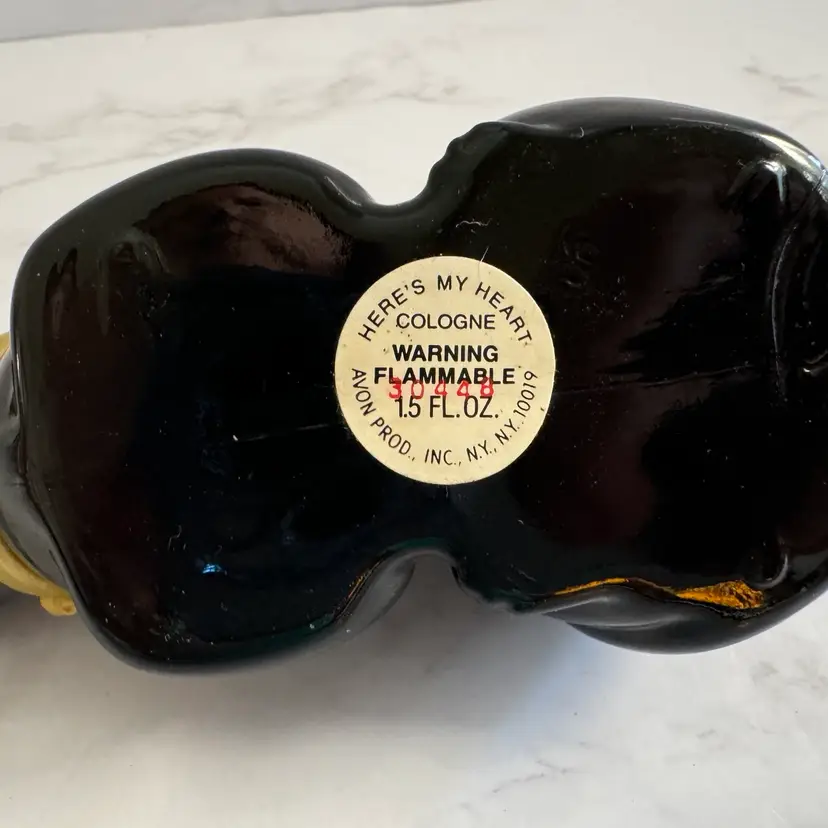 HERE'S MY HEART
COLOGNE
WARNING
FLAMMABLE
30448
1.5 FL. OZ.
AVON PROD., INC., N.Y., N.Y. 10019